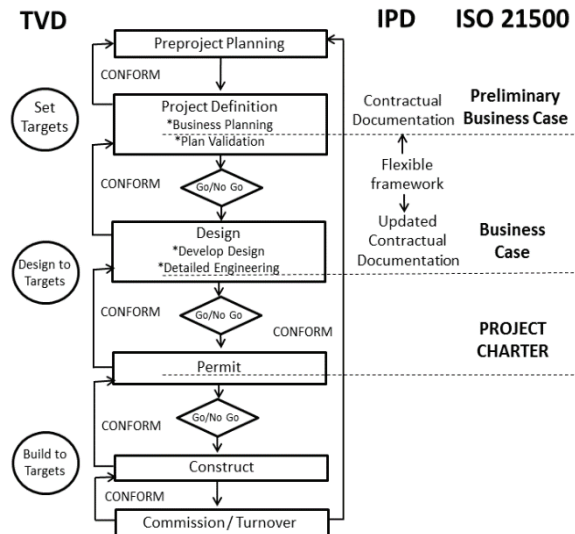 TVD
IPD
ISO 21500
Preproject Planning
CONFORM
Set
Targets
Project Definition
*Business Planning
*Plan Validation
Contractual
Documentation
Preliminary
Business Case
Go/No Go
CONFORM
Flexible
framework
Design
*Develop Design
*Detailed Engineering
Updated
Contractual
Documentation
Business
Case
Design to
Targets
Go/No Go
CONFORM
CONFORM
PROJECT
CHARTER
Permit
Go/No Go
CONFORM
Build to
Targets
Construct
CONFORM
Commission/Turnover